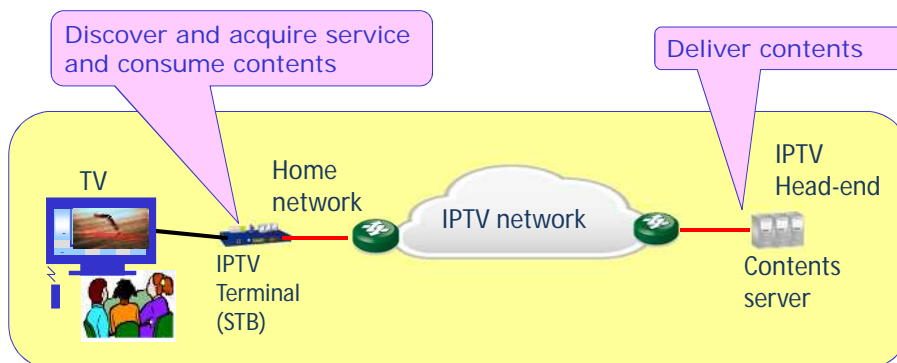 Discover and acquire service
and consume contents
Deliver contents
TV
Home
network
IPTV network
IPTV
Head-end
IPTV
Terminal
(STB)
Contents
server